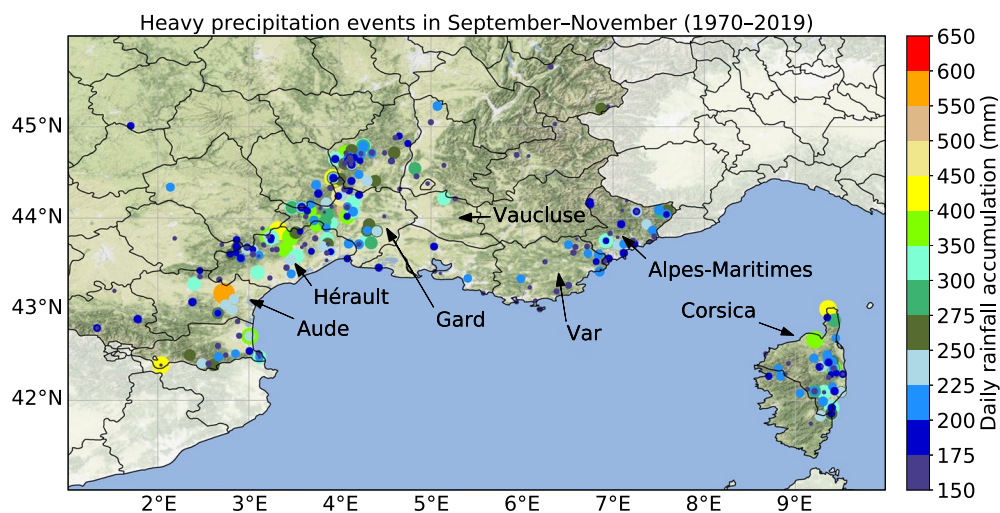 Heavy precipitation events in September–November (1970–2019)
45°N
44°N
43°N
42°N
2°E
3°E
4°E
5°E
6°E
7°E
8°E
9°E
Vaucluse
Alpes-Maritimes
Hérault
Corsica
Gard
Aude
Var
650
600
550
500
450
400
350
300
275
250
225
200
175
150
Daily rainfall accumulation (mm)